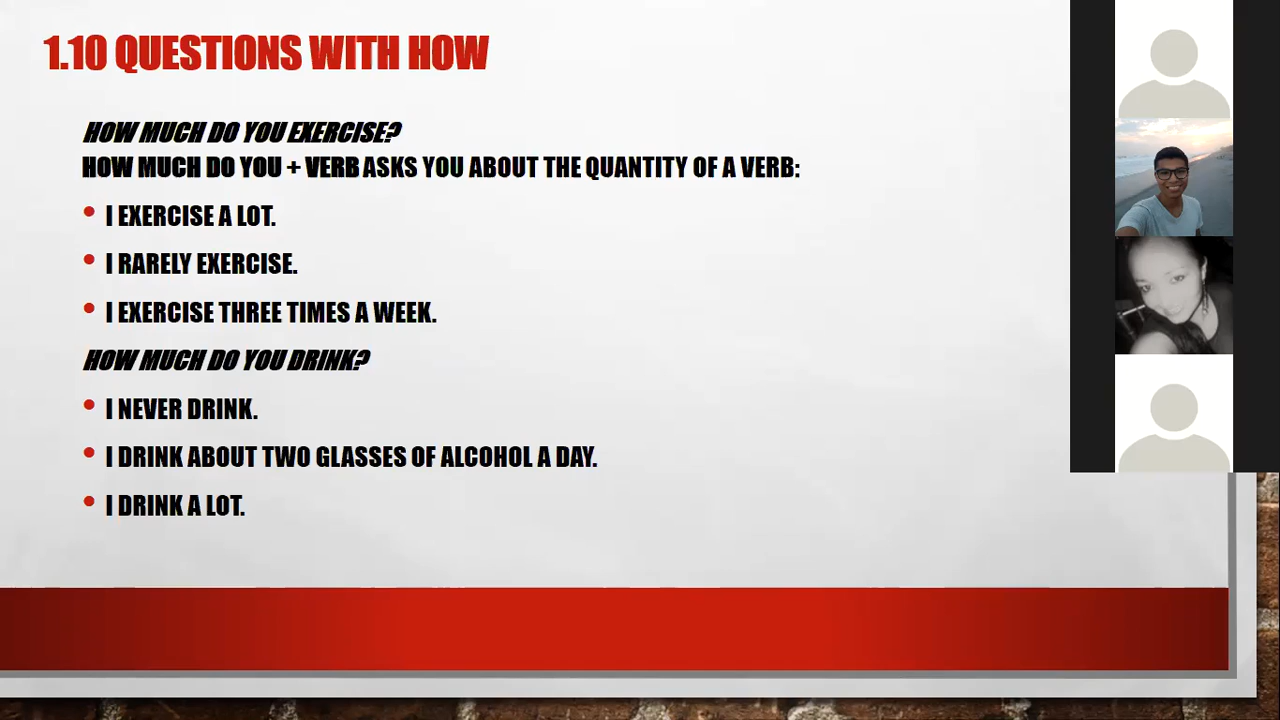 1.10 QUESTIONS WITH HOW
HOW MUCH DO YOU EXERCISE?
HOW MUCH DO YOU + VERB ASKS YOU ABOUT THE QUANTITY OF A VERB:
• I EXERCISE A LOT.
• I RARELY EXERCISE.
• I EXERCISE THREE TIMES A WEEK.
HOW MUCH DO YOU DRINK?
• I NEVER DRINK.
• I DRINK ABOUT TWO GLASSES OF ALCOHOL A DAY.
• I DRINK A LOT.